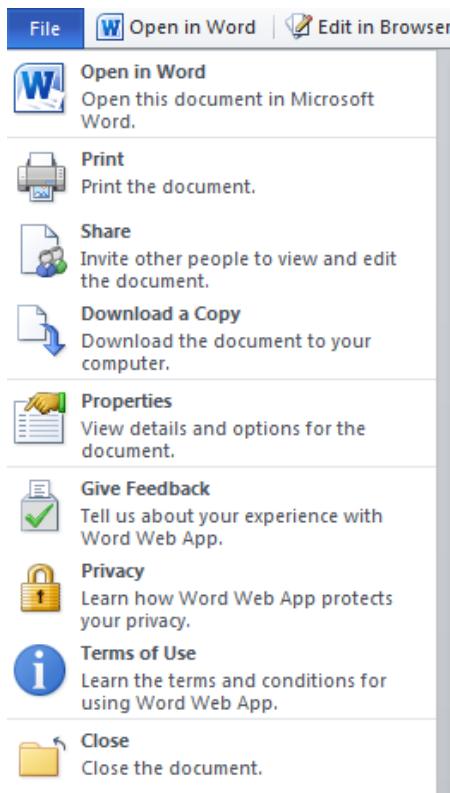 File Open in Word Edit in Browser
Open in Word
Open this document in Microsoft
Word.
Print
Print the document.
Share
Invite other people to view and edit
the document.
Download a Copy
Download the document to your
computer.
Properties
View details and options for the
document.
Give Feedback
Tell us about your experience with
Word Web App.
Privacy
Learn how Word Web App protects
your privacy.
Terms of Use
Learn the terms and conditions for
using Word Web App.
Close
Close the document.